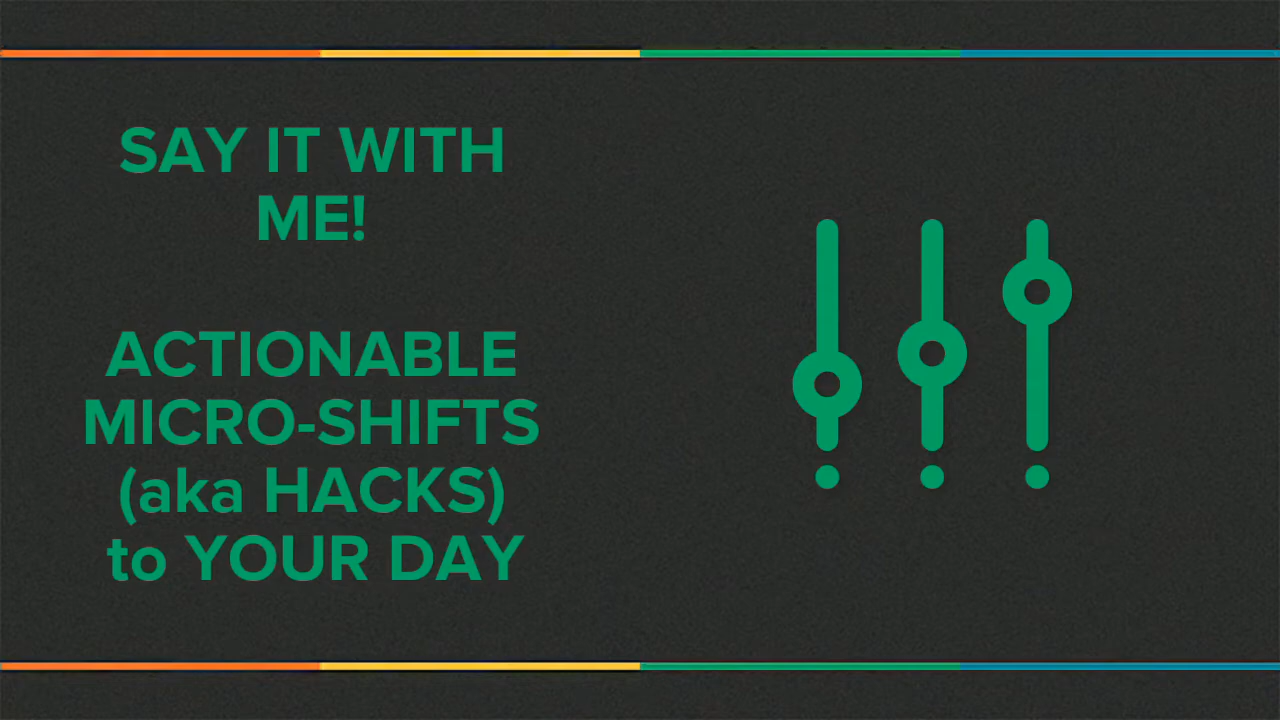 SAY IT WITH
ME!
ACTIONABLE
MICRO-SHIFTS
(aka HACKS)
to YOUR DAY